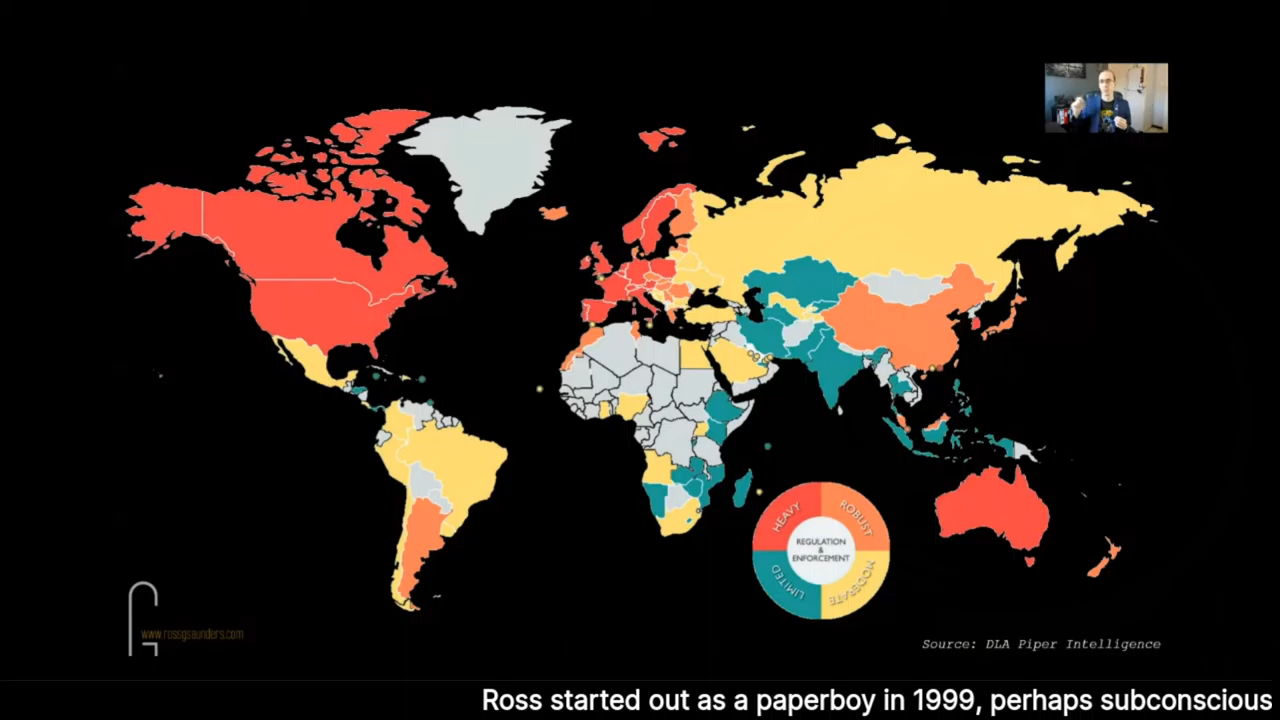 HEAVY
ROBUST
REGULATION
&
ENFORCEMENT
LIMITED
MODERATE
www.rossgsaunders.com
Source: DLA Piper Intelligence
Ross started out as a paperboy in 1999, perhaps subconscious